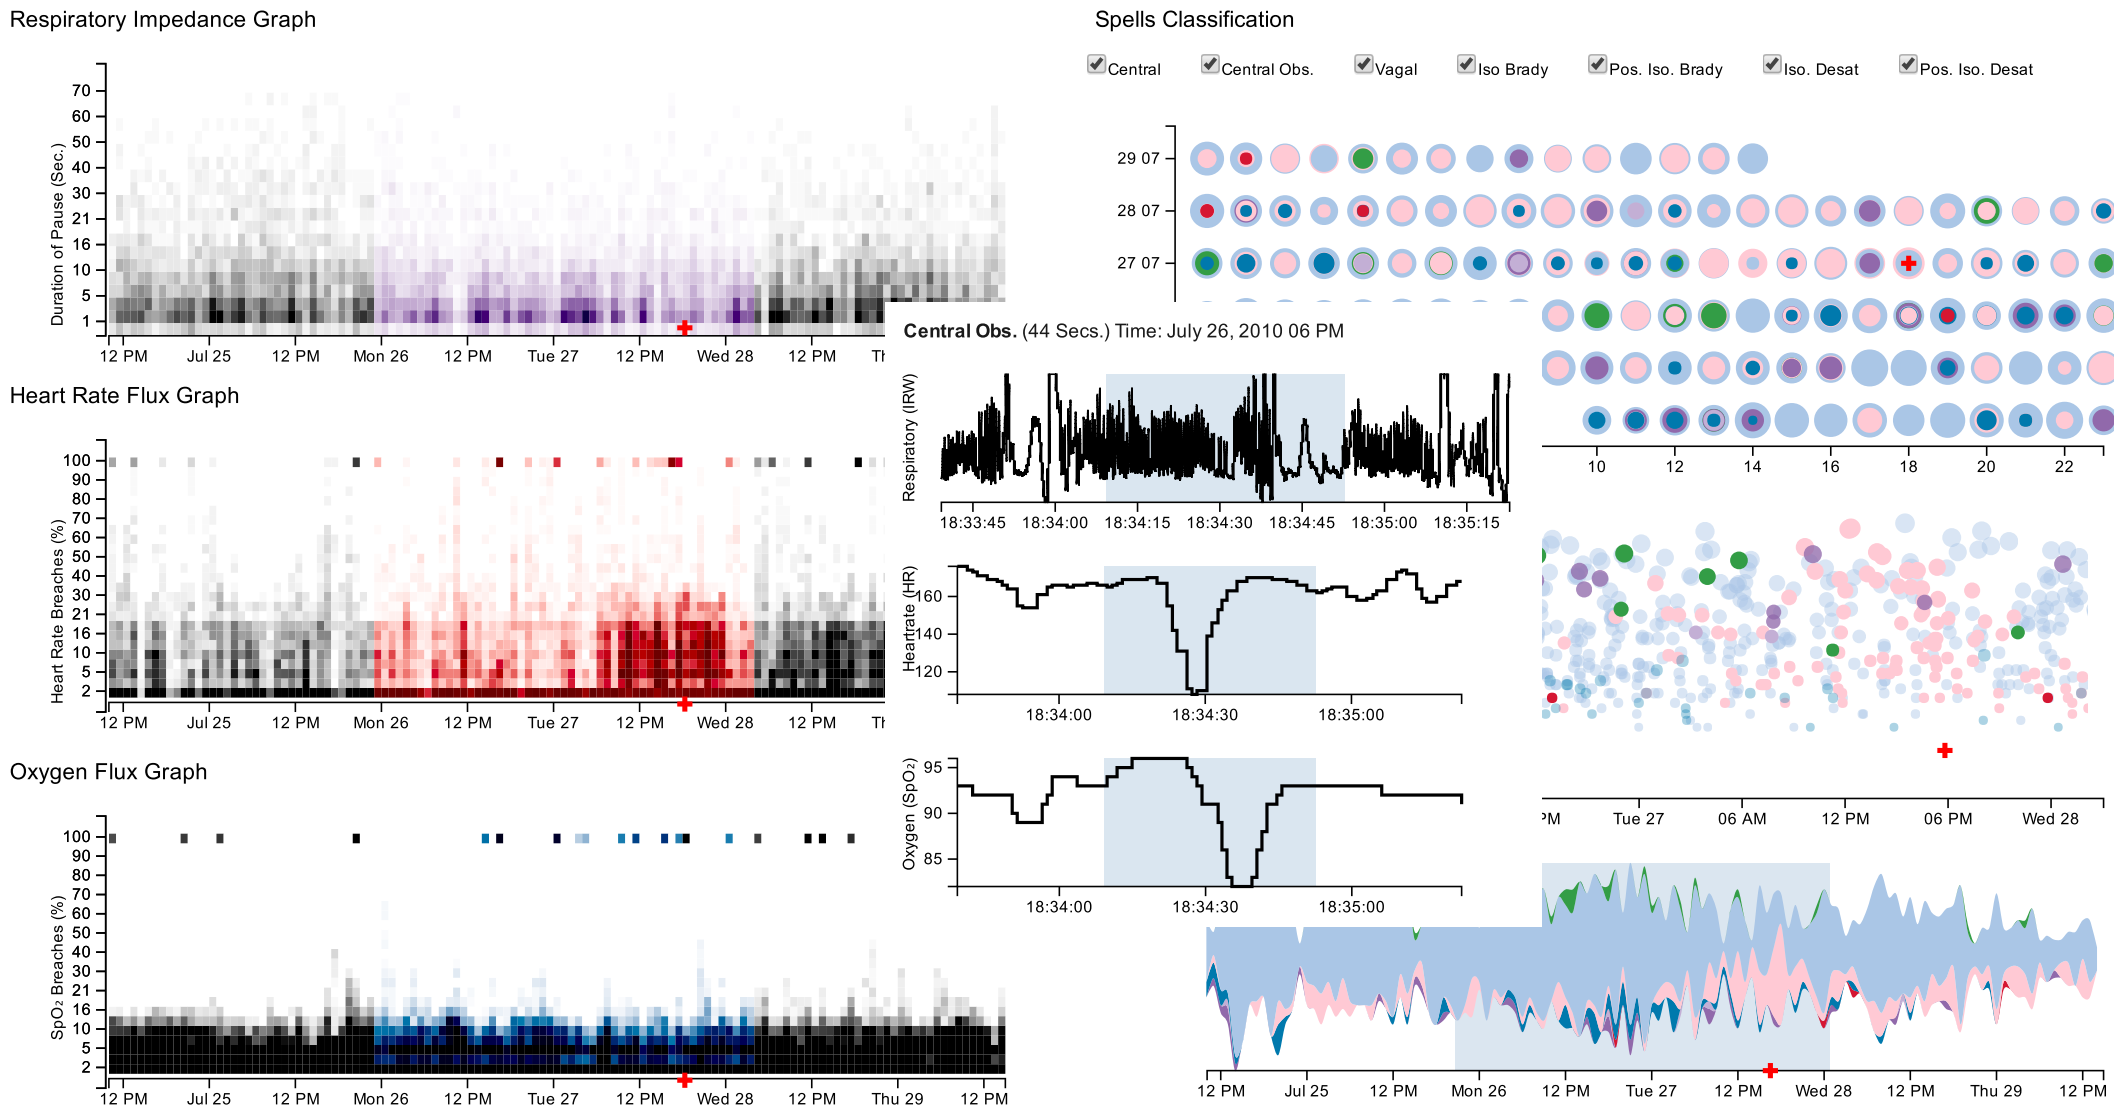 Respiratory Impedance Graph
Duration of Pause (Sec.)
70
60
50
40
30
21
16
10
5
1
12 PM Jul 25 12 PM Mon 26 12 PM Tue 27 12 PM Wed 28 12 PM Th
Heart Rate Flux Graph
Heart Rate Breaches (%)
100
90
80
70
60
50
40
30
21
16
10
5
2
12 PM Jul 25 12 PM Mon 26 12 PM Tue 27 12 PM Wed 28 12 PM Th
Oxygen Flux Graph
SpO₂ Breaches (%)
100
90
80
70
60
50
40
30
21
16
10
5
2
12 PM Jul 25 12 PM Mon 26 12 PM Tue 27 12 PM Wed 28 12 PM Thu 29 12 PM
Spells Classification
Central Central Obs. Vagal Iso Brady Pos. Iso. Brady Iso. Desat Pos. Iso. Desat
29 07
28 07
27 07
10 12 14 16 18 20 22
Central Obs. (44 Secs.) Time: July 26, 2010 06 PM
Respiratory (IRW)
18:33:45 18:34:00 18:34:15 18:34:30 18:34:45 18:35:00 18:35:15
Heartrate (HR)
160
140
120
18:34:00 18:34:30 18:35:00
Oxygen (SpO₂)
95
90
85
18:34:00 18:34:30 18:35:00
PM Tue 27 06 AM 12 PM 06 PM Wed 28
12 PM Jul 25 12 PM Mon 26 12 PM Tue 27 12 PM Wed 28 12 PM Thu 29 12 PM